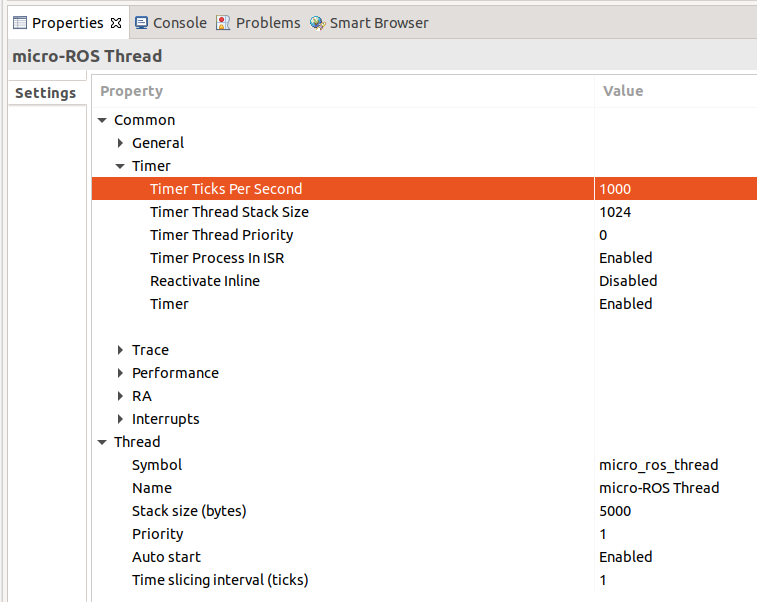 Properties Console Problems Smart Browser
micro-ROS Thread
Settings
Property Value
Common
General
Timer
Timer Ticks Per Second 1000
Timer Thread Stack Size 1024
Timer Thread Priority 0
Timer Process In ISR Enabled
Reactivate Inline Disabled
Timer Enabled
Trace
Performance
RA
Interrupts
Thread
Symbol micro_ros_thread
Name micro-ROS Thread
Stack size (bytes) 5000
Priority 1
Auto start Enabled
Time slicing interval (ticks) 1